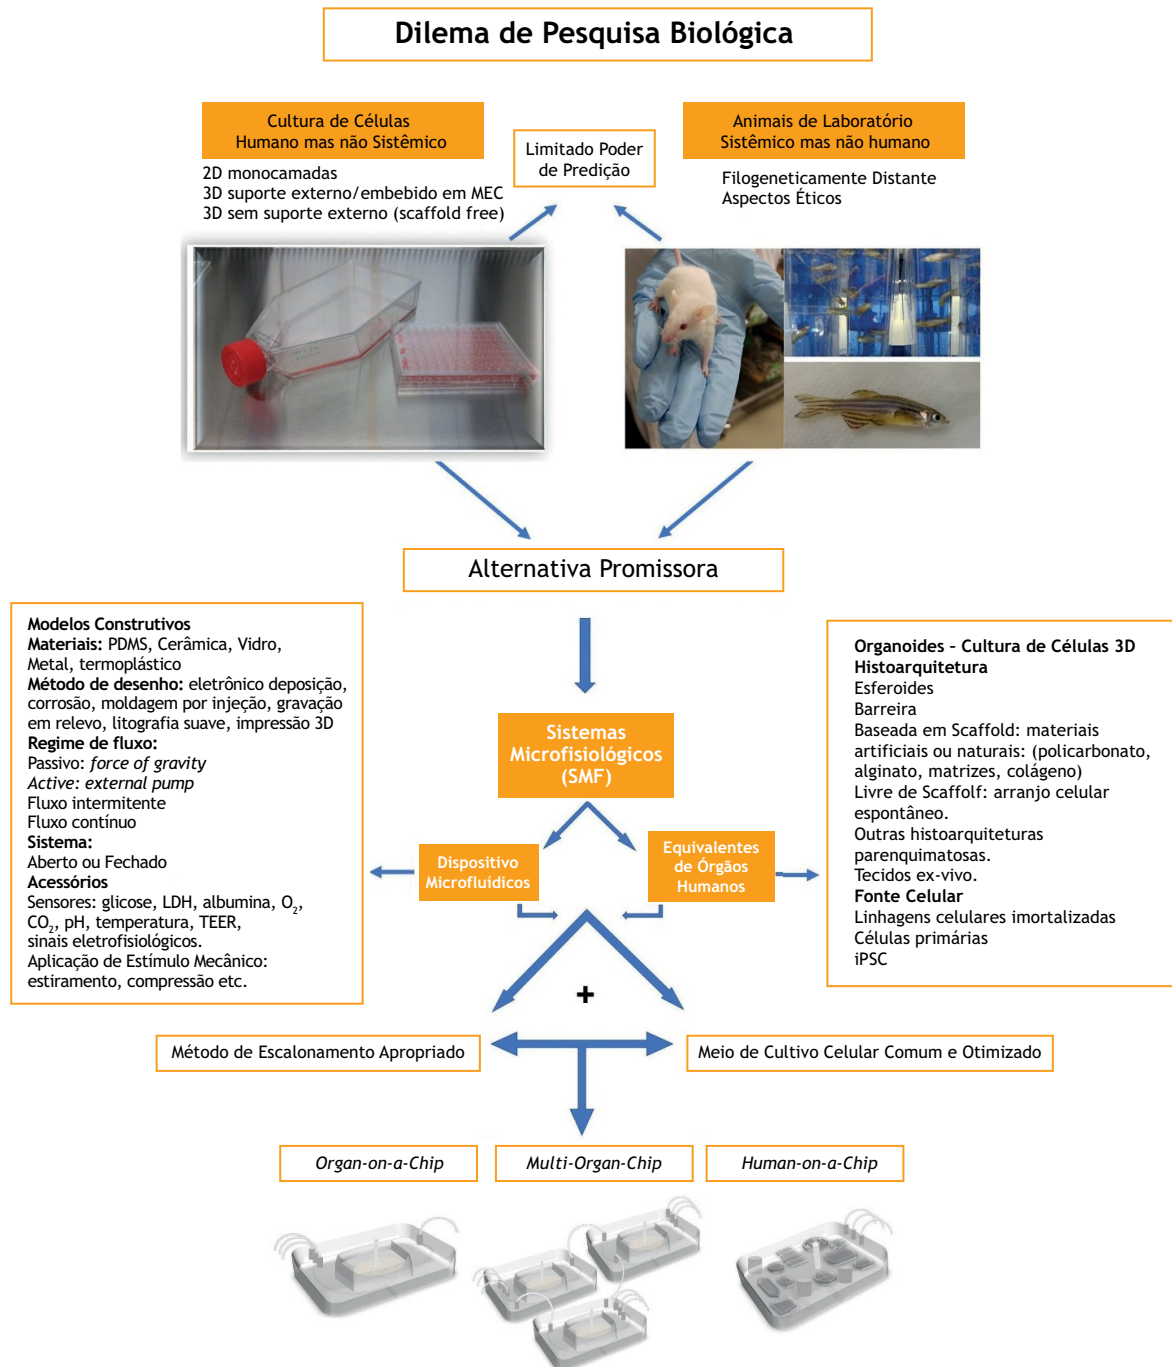 Dilema de Pesquisa Biológica
Cultura de Células
Humano mas não Sistêmico
2D monocamadas
3D suporte externo/embebido em MEC
3D sem suporte externo (scaffold free)
Limitado Poder
de Predição
Animais de Laboratório
Sistêmico mas não humano
Filogeneticamente Distante
Aspectos Éticos
Alternativa Promissora
Modelos Construtivos
Materiais: PDMS, Cerâmica, Vidro,
Metal, termoplástico
Método de desenho: eletrônico deposição,
corrosão, moldagem por injeção, gravação
em relevo, litografia suave, impressão 3D
Regime de fluxo:
Passivo: force of gravity
Active: external pump
Fluxo intermitente
Fluxo contínuo
Sistema:
Aberto ou Fechado
Acessórios
Sensores: glicose, LDH, albumina, O₂,
CO₂, pH, temperatura, TEER,
sinais eletrofisiológicos.
Aplicação de Estímulo Mecânico:
estiramento, compressão etc.
Sistemas
Microfisiológicos
(SMF)
Dispositivo
Microfluídicos
Equivalentes
de Órgãos
Humanos
Organoides – Cultura de Células 3D
Histoarquitetura
Esferoides
Barreira
Baseada em Scaffold: materiais
artificiais ou naturais: (policarbonato,
alginato, matrizes, colágeno)
Livre de Scaffolf: arranjo celular
espontâneo.
Outras histoarquiteturas
parenquimatosas.
Tecidos ex-vivo.
Fonte Celular
Linhagens celulares imortalizadas
Células primárias
iPSC
+
Método de Escalonamento Apropriado
Meio de Cultivo Celular Comum e Otimizado
Organ-on-a-Chip
Multi-Organ-Chip
Human-on-a-Chip